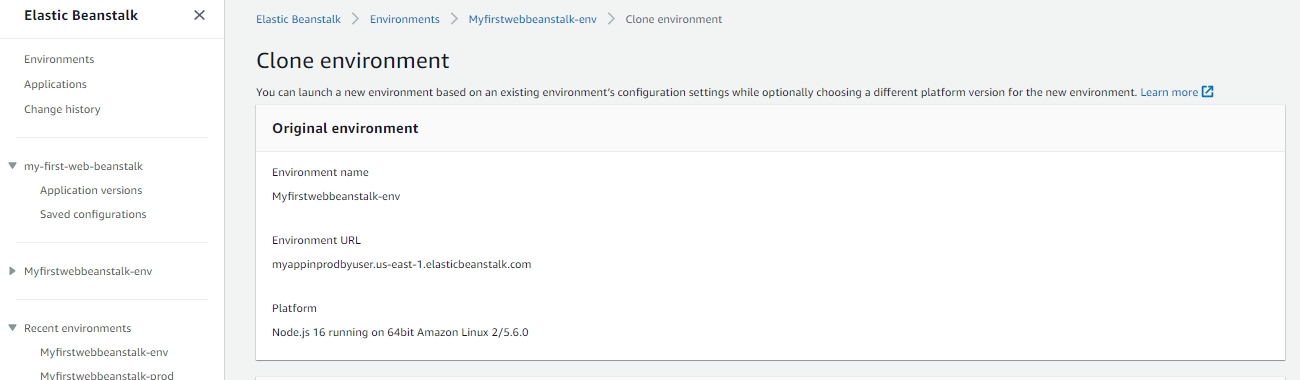 Elastic Beanstalk
Environments
Applications
Change history
my-first-web-beanstalk
Application versions
Saved configurations
Myfirstwebbeanstalk-env
Recent environments
Myfirstwebbeanstalk-env
Myfirstwebbeanstalk-prod
Elastic Beanstalk > Environments > Myfirstwebbeanstalk-env > Clone environment
Clone environment
You can launch a new environment based on an existing environment's configuration settings while optionally choosing a different platform version for the new environment. Learn more
Original environment
Environment name
Myfirstwebbeanstalk-env
Environment URL
myappinprodbyuser.us-east-1.elasticbeanstalk.com
Platform
Node.js 16 running on 64bit Amazon Linux 2/5.6.0